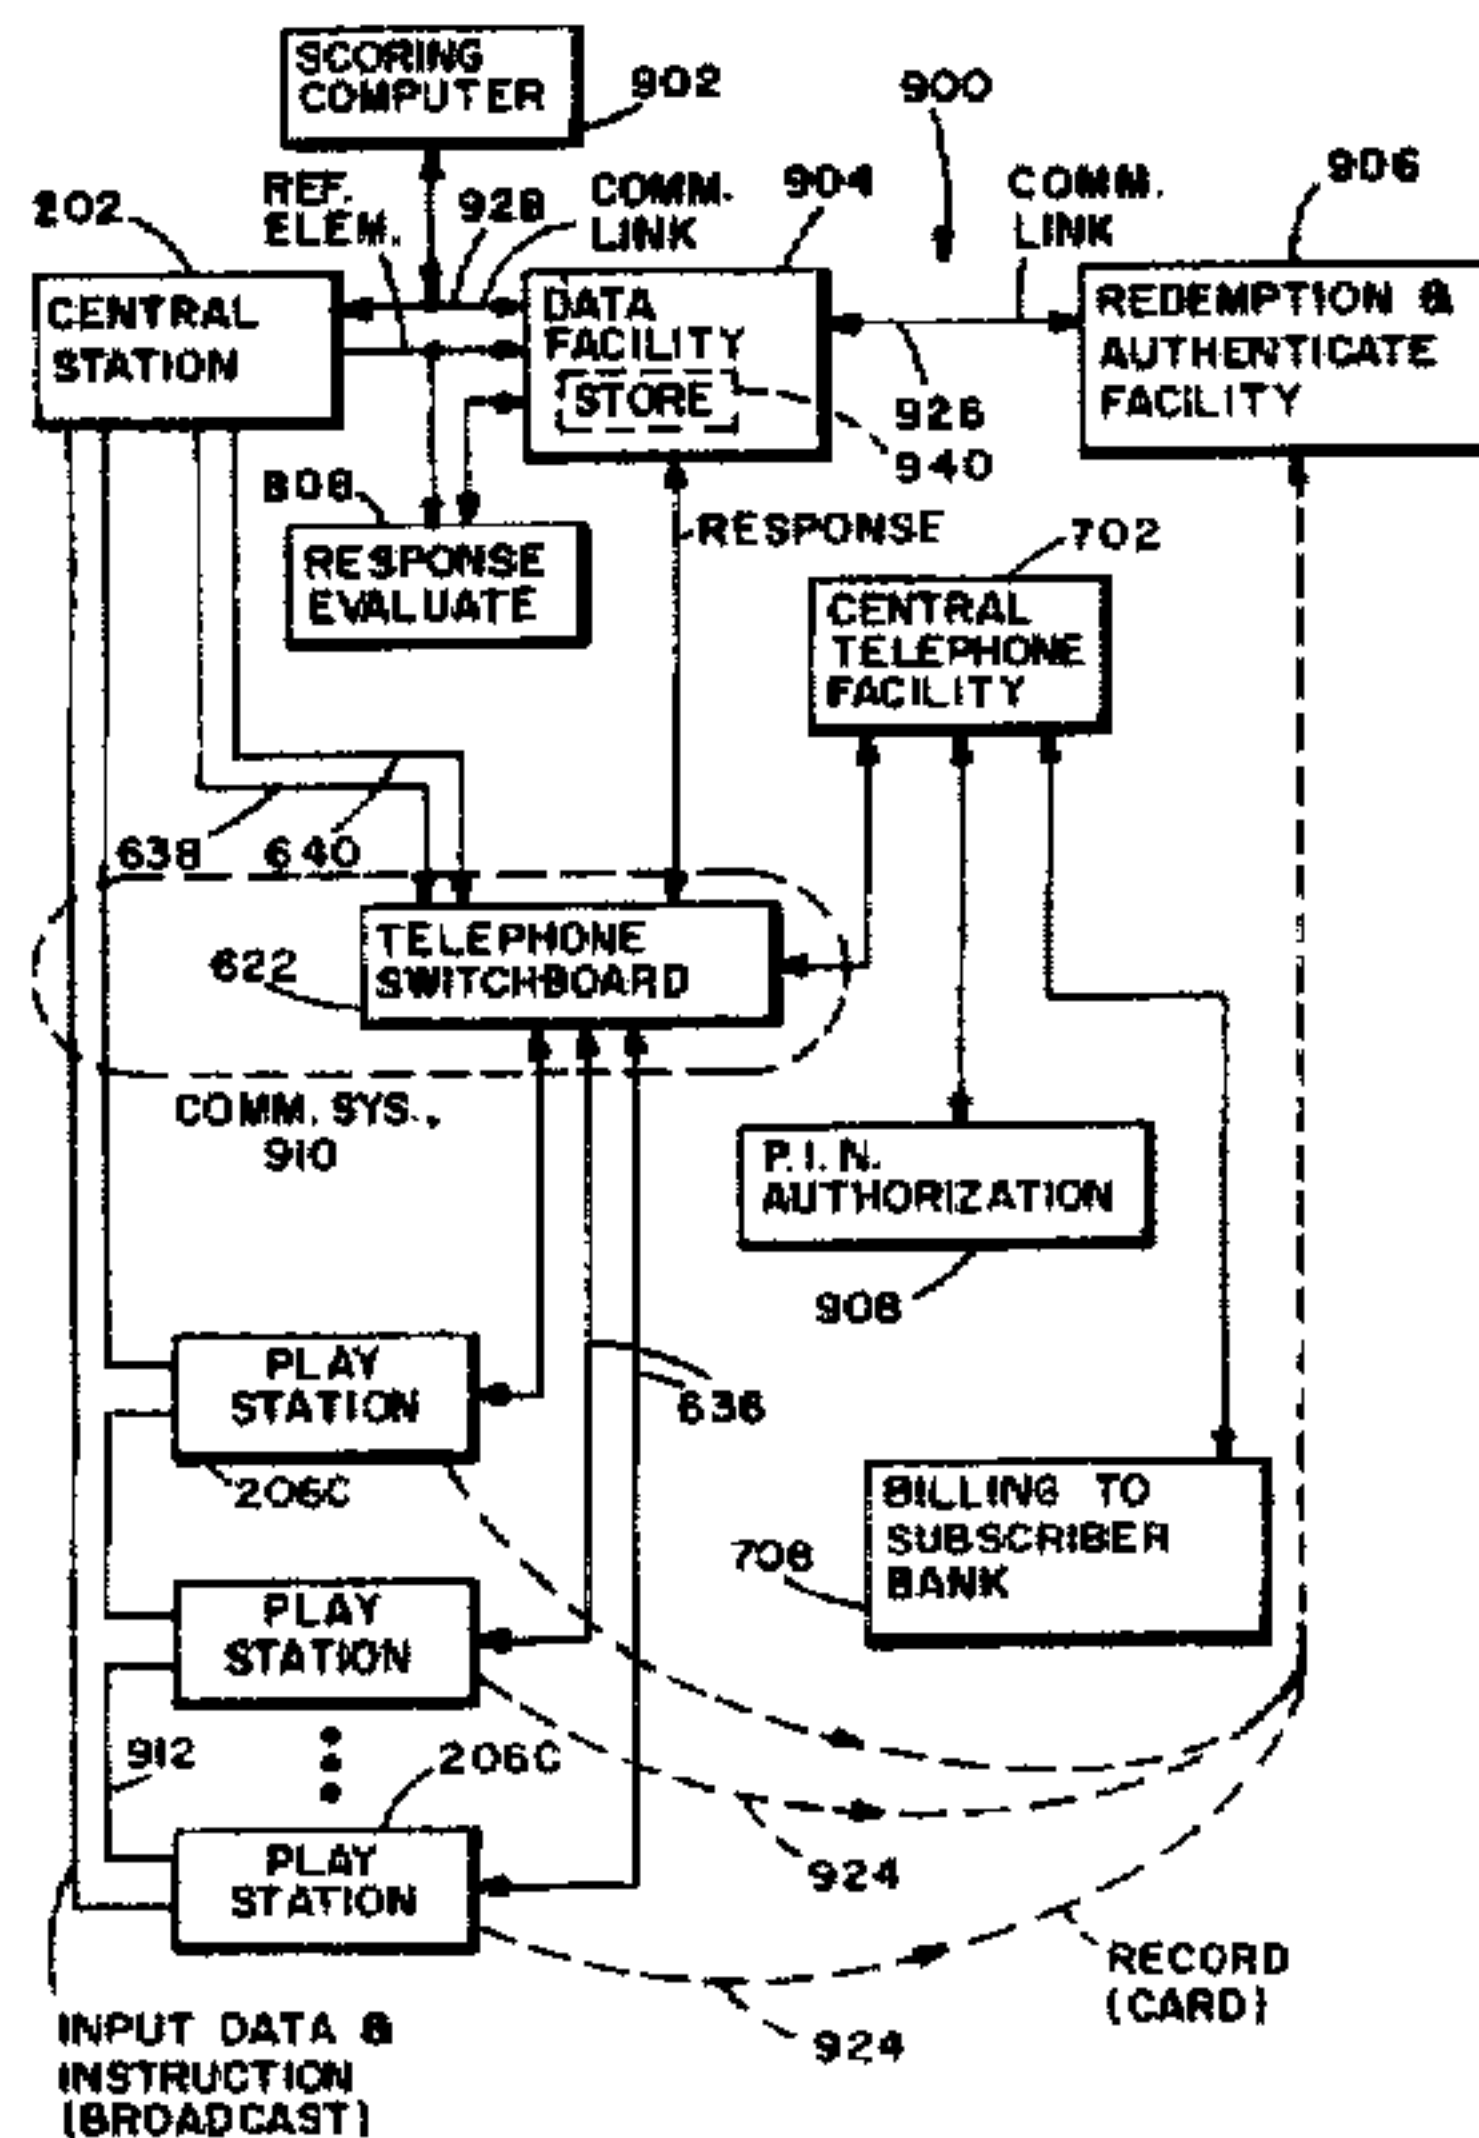 SCORING
COMPUTER
902
900
906
REF.
ELEM.
928
COMM.
LINK
904
COMM.
LINK
202
CENTRAL
STATION
DATA
FACILITY
STORE
REDEMPTION &
AUTHENTICATE
FACILITY
926
940
808
RESPONSE
EVALUATE
RESPONSE
702
CENTRAL
TELEPHONE
FACILITY
638
640
622
TELEPHONE
SWITCHBOARD
COMM. SYS.,
910
P.I.N.
AUTHORIZATION
908
PLAY
STATION
636
206C
BILLING TO
SUBSCRIBER
BANK
708
PLAY
STATION
912
206C
PLAY
STATION
924
RECORD
(CARD)
924
INPUT DATA &
INSTRUCTION
(BROADCAST)